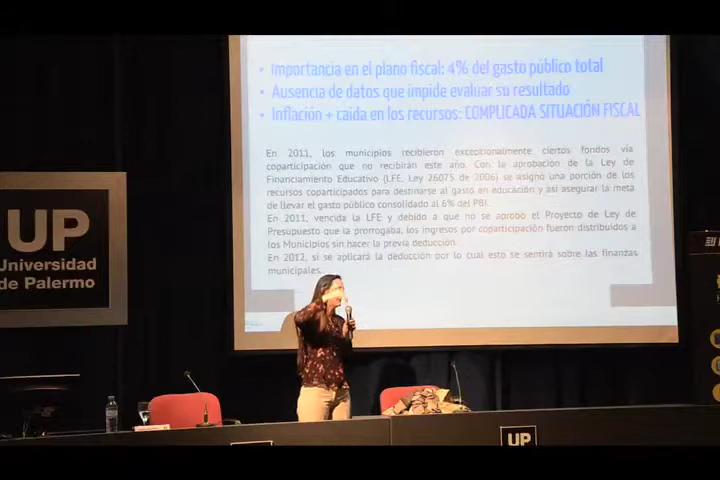 • Importancia en el plano fiscal: 4% del gasto público total
• Ausencia de datos que impide evaluar su resultado
• Inflación + caida en los recursos: COMPLICADA SITUACIÓN FISCAL
En 2011, los municipios recibieron excepcionalmente ciertos fondos vía
coparticipación que no recibirán este año. Con la aprobación de la Ley de
Financiamiento Educativo (LFE, Ley 26075 de 2006) se asignó una porción de los
recursos coparticipados para destinarse al gasto en educación y así asegurar la meta
de llevar el gasto público consolidado al 6% del PBI.
En 2011, vencida la LFE y debido a que no se aprobó el Proyecto de Ley de
Presupuesto que la prorrogaba, los ingresos por coparticipación fueron distribuidos a
los Municipios sin hacer la previa deducción.
En 2012, si se aplicará la deducción por lo cual esto se sentirá sobre las finanzas
municipales.
UP
Universidad
de Palermo
UP